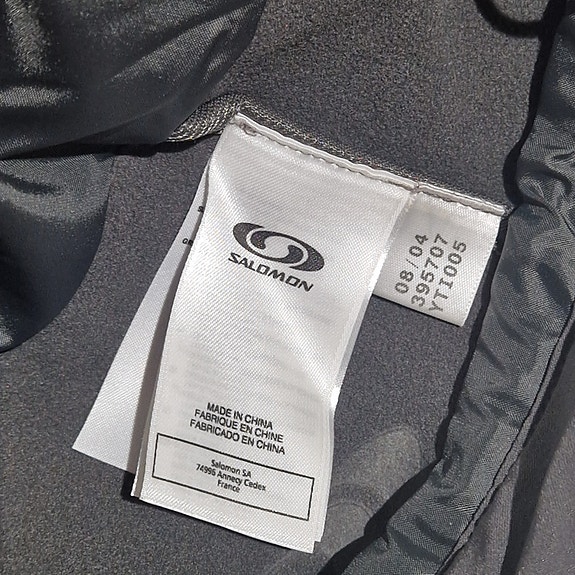 SALOMON
08/04
395707
YTI005
MADE IN CHINA
FABRIQUE EN CHINE
FABRICADO EN CHINA
Salomon SA
74996 Annecy Cedex
France